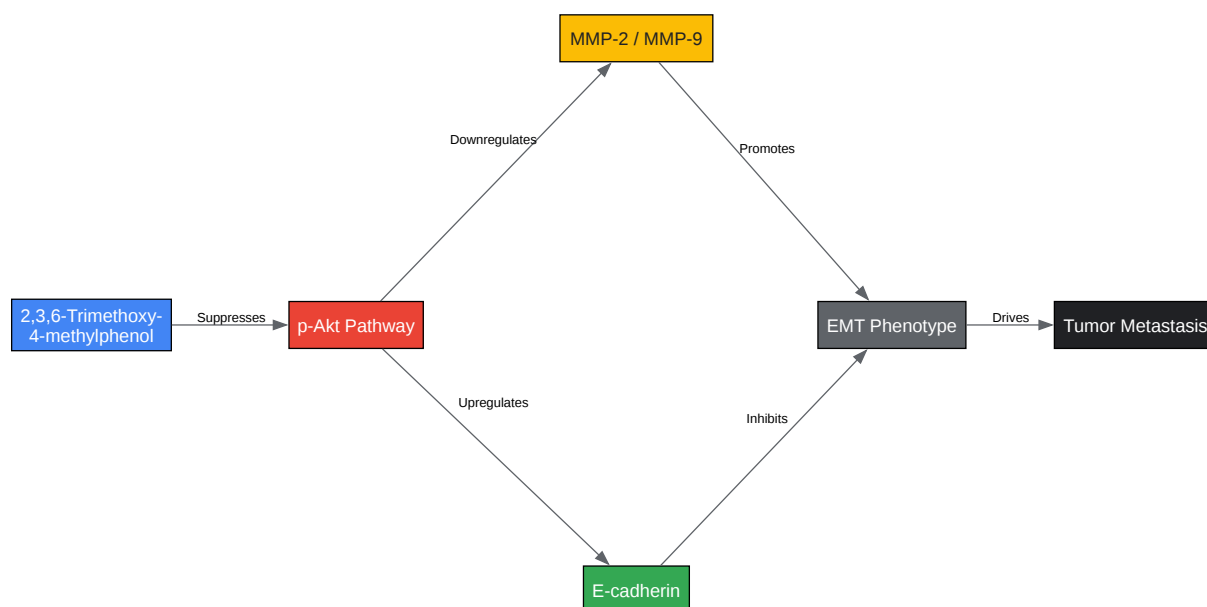 MMP-2 / MMP-9
Downregulates
Promotes
2,3,6-Trimethoxy-
4-methylphenol
Suppresses
p-Akt Pathway
EMT Phenotype
Drives
Tumor Metastasis
Upregulates
Inhibits
E-cadherin